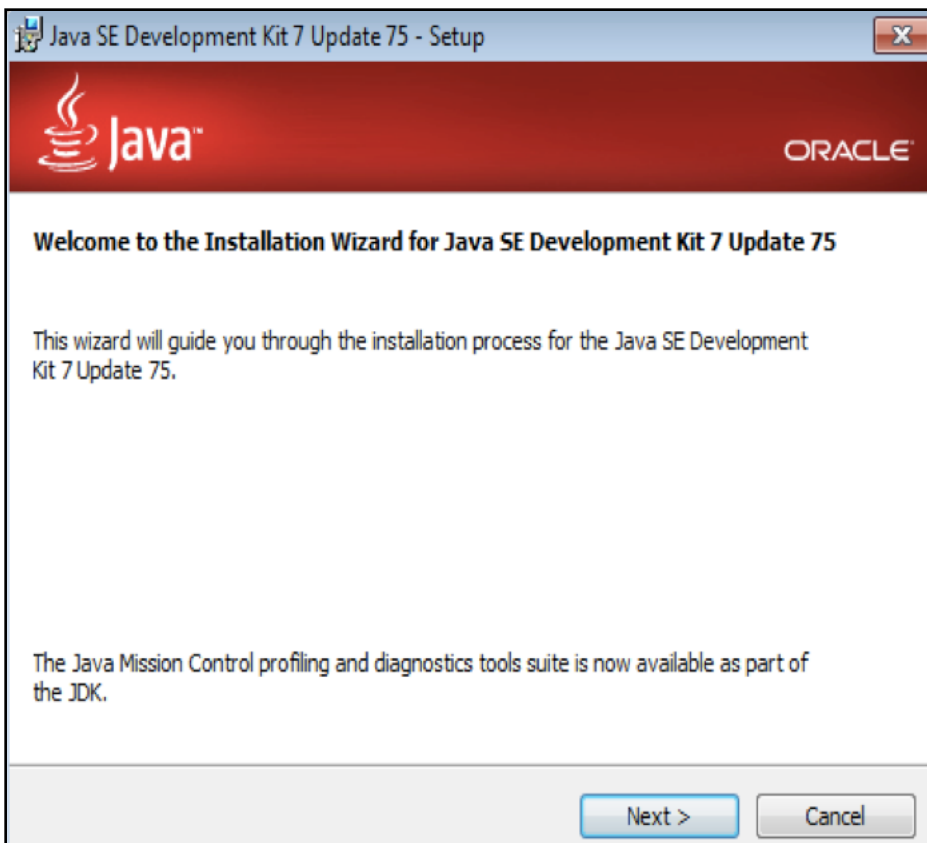 Java SE Development Kit 7 Update 75 - Setup
Java™
ORACLE
Welcome to the Installation Wizard for Java SE Development Kit 7 Update 75
This wizard will guide you through the installation process for the Java SE Development
Kit 7 Update 75.
The Java Mission Control profiling and diagnostics tools suite is now available as part of
the JDK.
Next >
Cancel